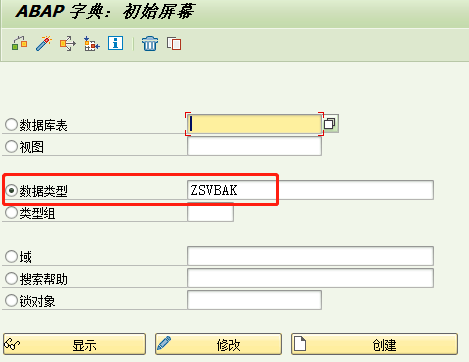 ABAP 字典: 初始屏幕
数据库表
视图
数据类型 ZSVBAK
类型组
域
搜索帮助
锁对象
显示 修改 创建